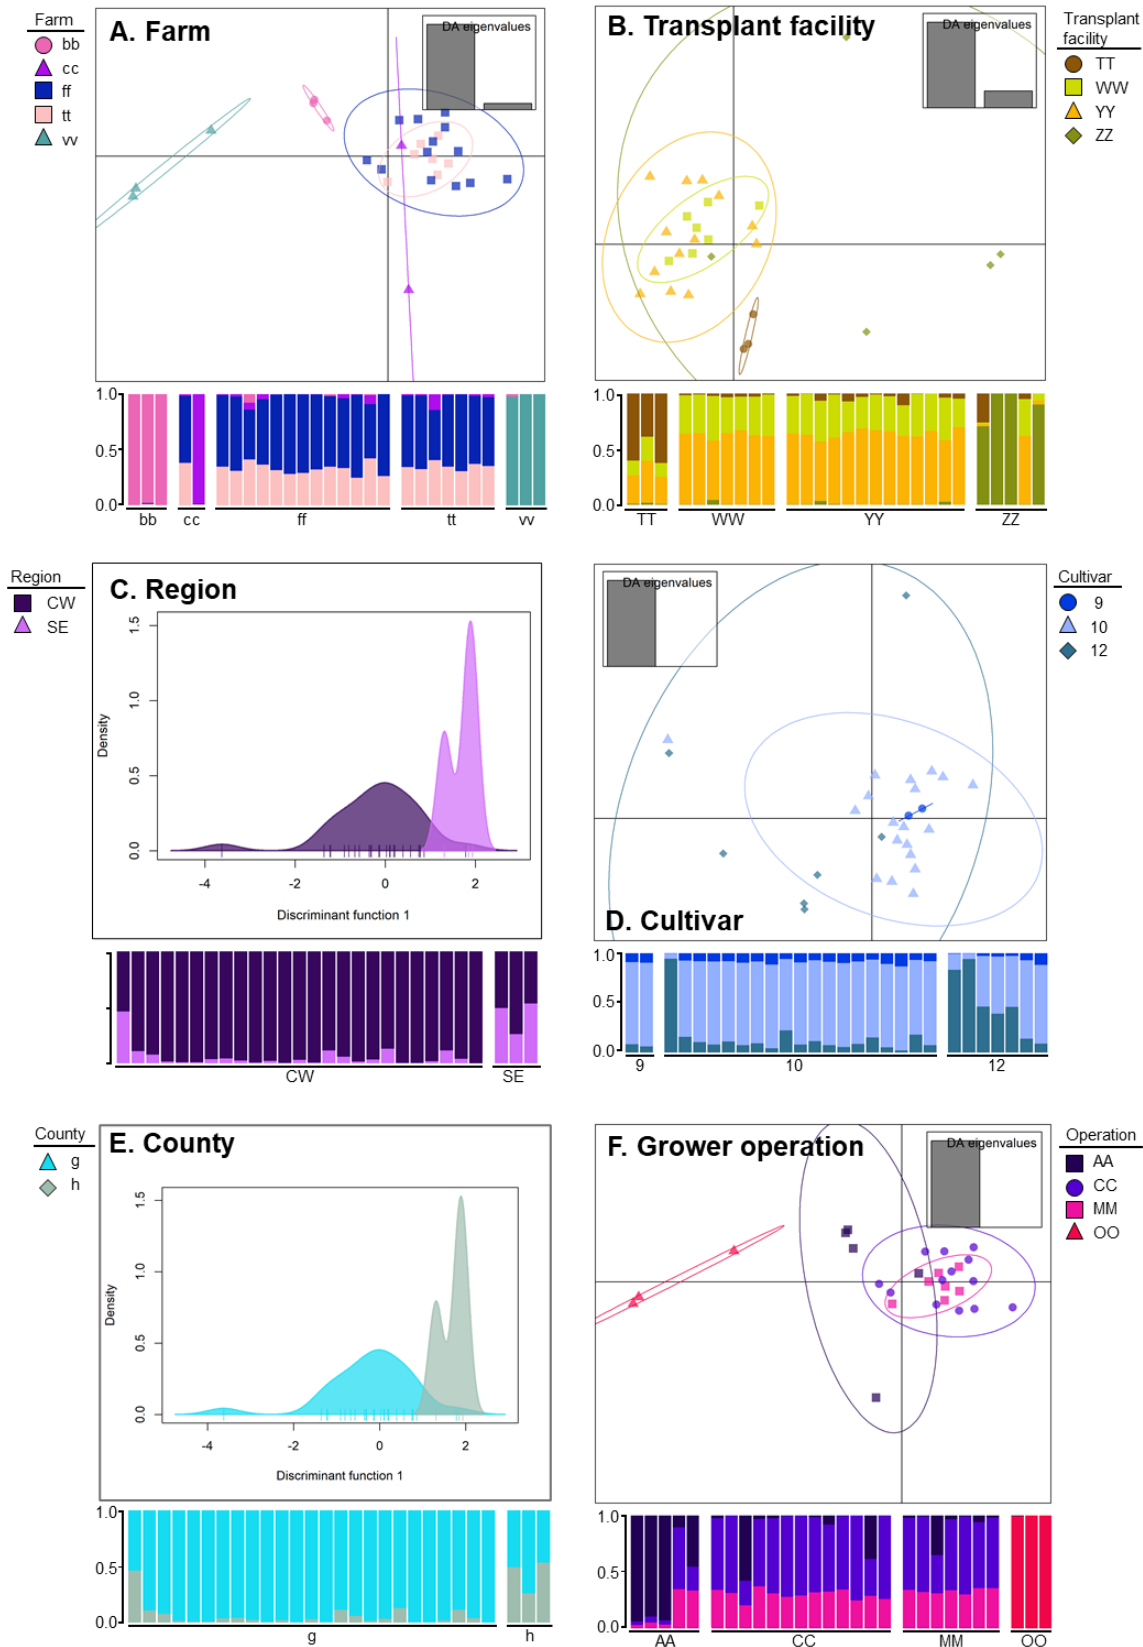 Farm
bb
cc
ff
tt
vv
A. Farm
DA eigenvalues
1.0
0.5
0.0
bb
cc
ff
tt
vv
B. Transplant facility
DA eigenvalues
Transplant
facility
TT
WW
YY
ZZ
1.0
0.5
0.0
TT
WW
YY
ZZ
Region
CW
SE
C. Region
Density
1.5
1.0
0.5
0.0
-4
-2
0
2
Discriminant function 1
CW
SE
DA eigenvalues
D. Cultivar
Cultivar
9
10
12
1.0
0.5
0.0
9
10
12
County
g
h
E. County
Density
1.5
1.0
0.5
0.0
-4
-2
0
2
Discriminant function 1
1.0
0.5
0.0
g
h
F. Grower operation
DA eigenvalues
Operation
AA
CC
MM
OO
1.0
0.5
0.0
AA
CC
MM
OO